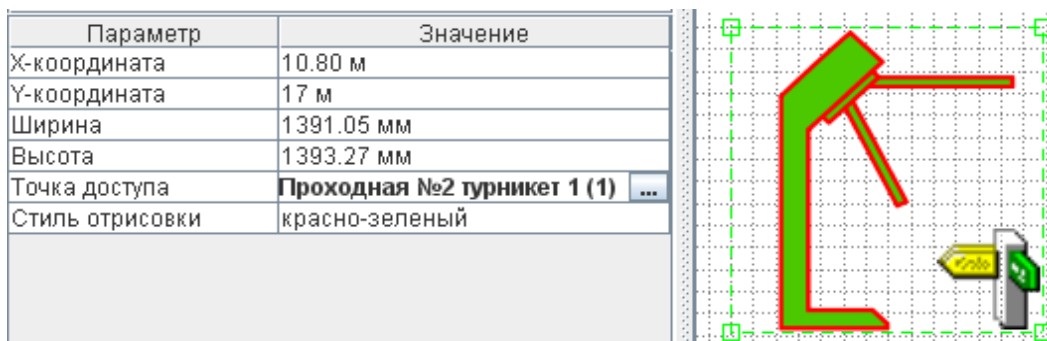 Параметр Значение
X-координата 10.80 м
Y-координата 17 м
Ширина 1391.05 мм
Высота 1393.27 мм
Точка доступа Проходная №2 турникет 1 (1) ...
Стиль отрисовки красно-зеленый